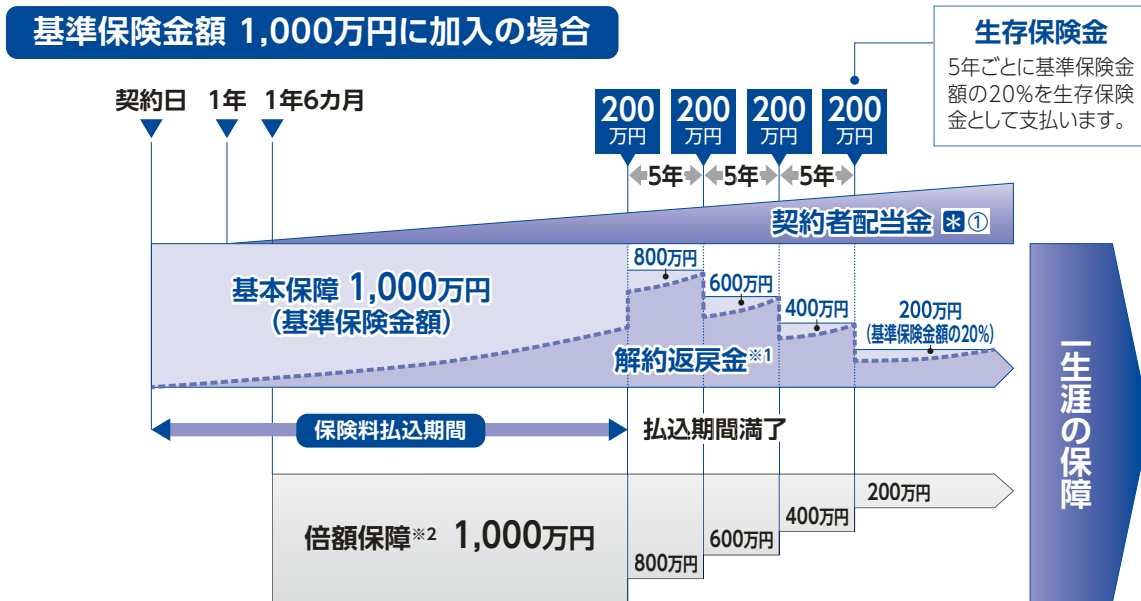 基準保険金額 1,000万円に加入の場合
生存保険金
5年ごとに基準保険金
額の20%を生存保険
金として支払います。
契約日 1年 1年6カ月
200
万円
200
万円
200
万円
200
万円
5年 5年 5年
契約者配当金 *①
基本保障 1,000万円
(基準保険金額)
800万円
600万円
400万円
200万円
(基準保険金額の20%)
解約返戻金※1
保険料払込期間
払込期間満了
倍額保障※2 1,000万円
800万円
600万円
400万円
200万円
一生涯の保障